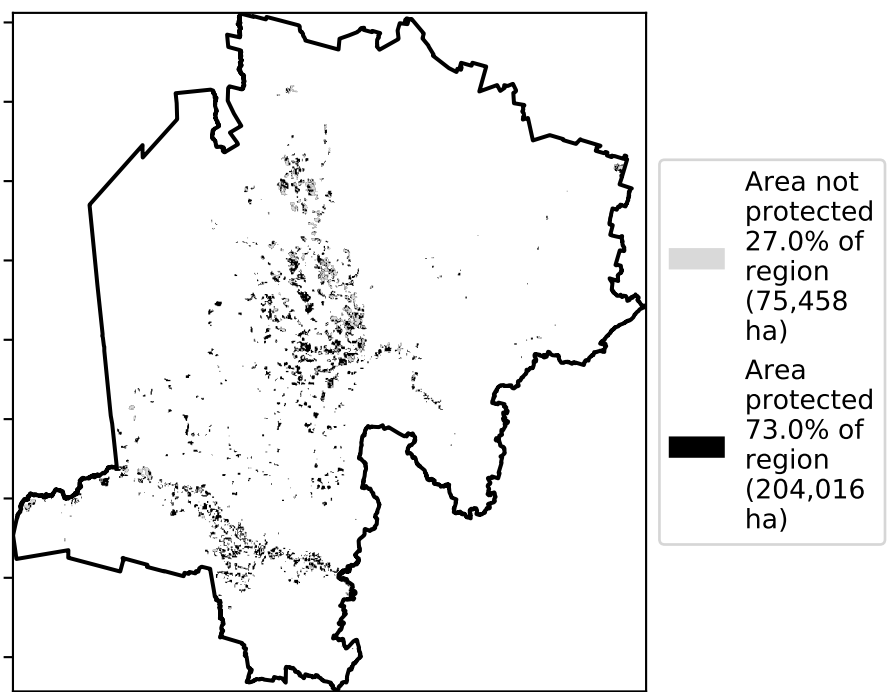 Area not
protected
27.0% of
region
(75,458
ha)
Area
protected
73.0% of
region
(204,016
ha)